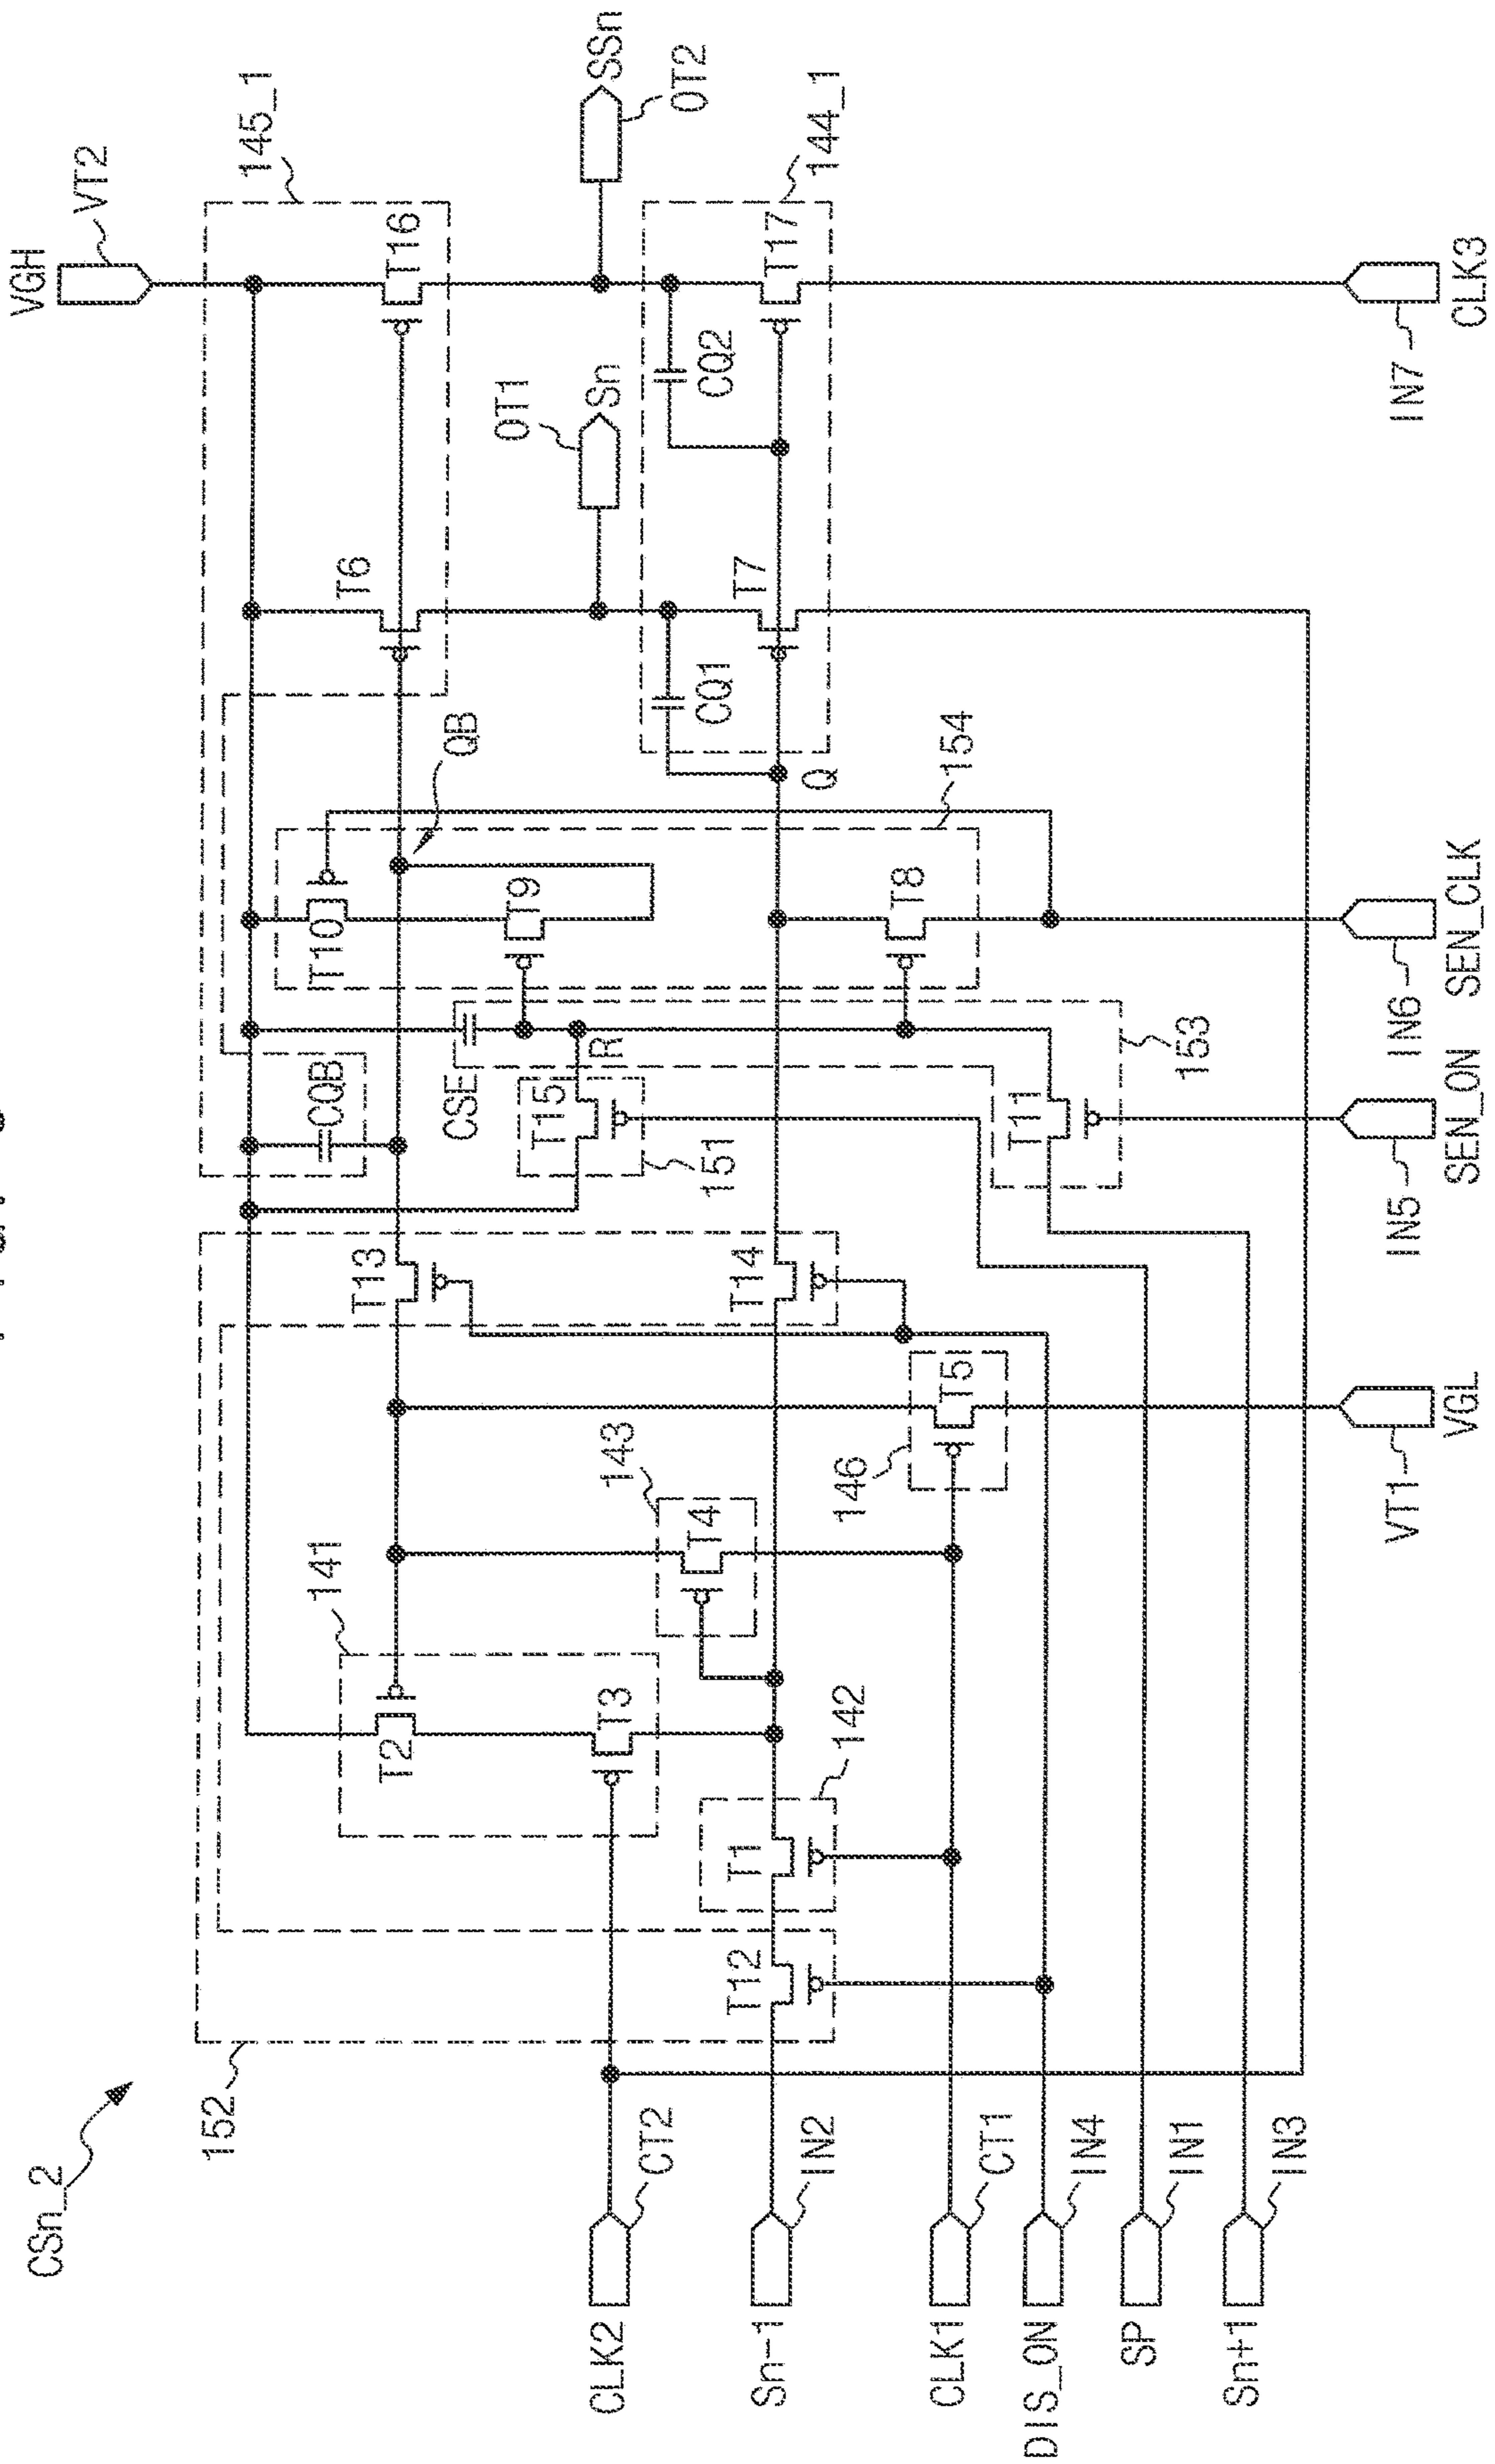 CSn_2
152
VGH
VT2
145_1
T6
T16
QB
T10
T9
CQB
CSE
R
T15
151
T13
141
T2
T3
143
T4
142
T1
T12
T14
146
T5
OT1
Sn
SSn
OT2
CQ1
CQ2
T7
T17
144_1
Q
154
T8
153
T11
CLK2
CT2
Sn-1
IN2
CLK1
CT1
DIS_ON
IN4
SP
IN1
Sn+1
IN3
VT1
VGL
IN5
SEN_ON
IN6
SEN_CLK
IN7
CLK3